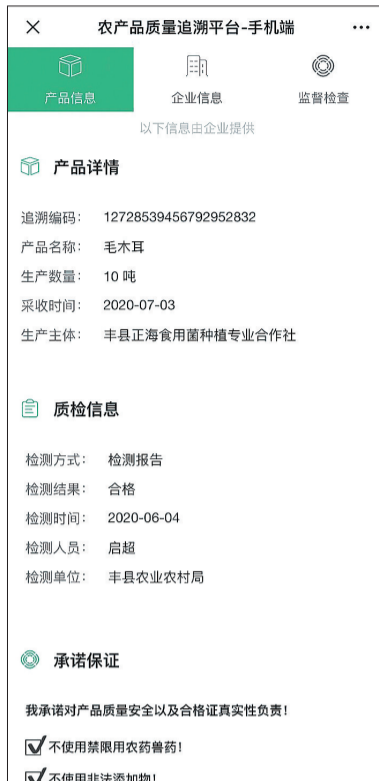 农产品质量追溯平台-手机端
产品信息 企业信息 监督检查
以下信息由企业提供
产品详情
追溯编码： 12728539456792952832
产品名称： 毛木耳
生产数量： 10 吨
采收时间： 2020-07-03
生产主体： 丰县正海食用菌种植专业合作社
质检信息
检测方式： 检测报告
检测结果： 合格
检测时间： 2020-06-04
检测人员： 启超
检测单位： 丰县农业农村局
承诺保证
我承诺对产品质量安全以及合格证真实性负责！
不使用禁限用农药兽药！
不使用非法添加物！